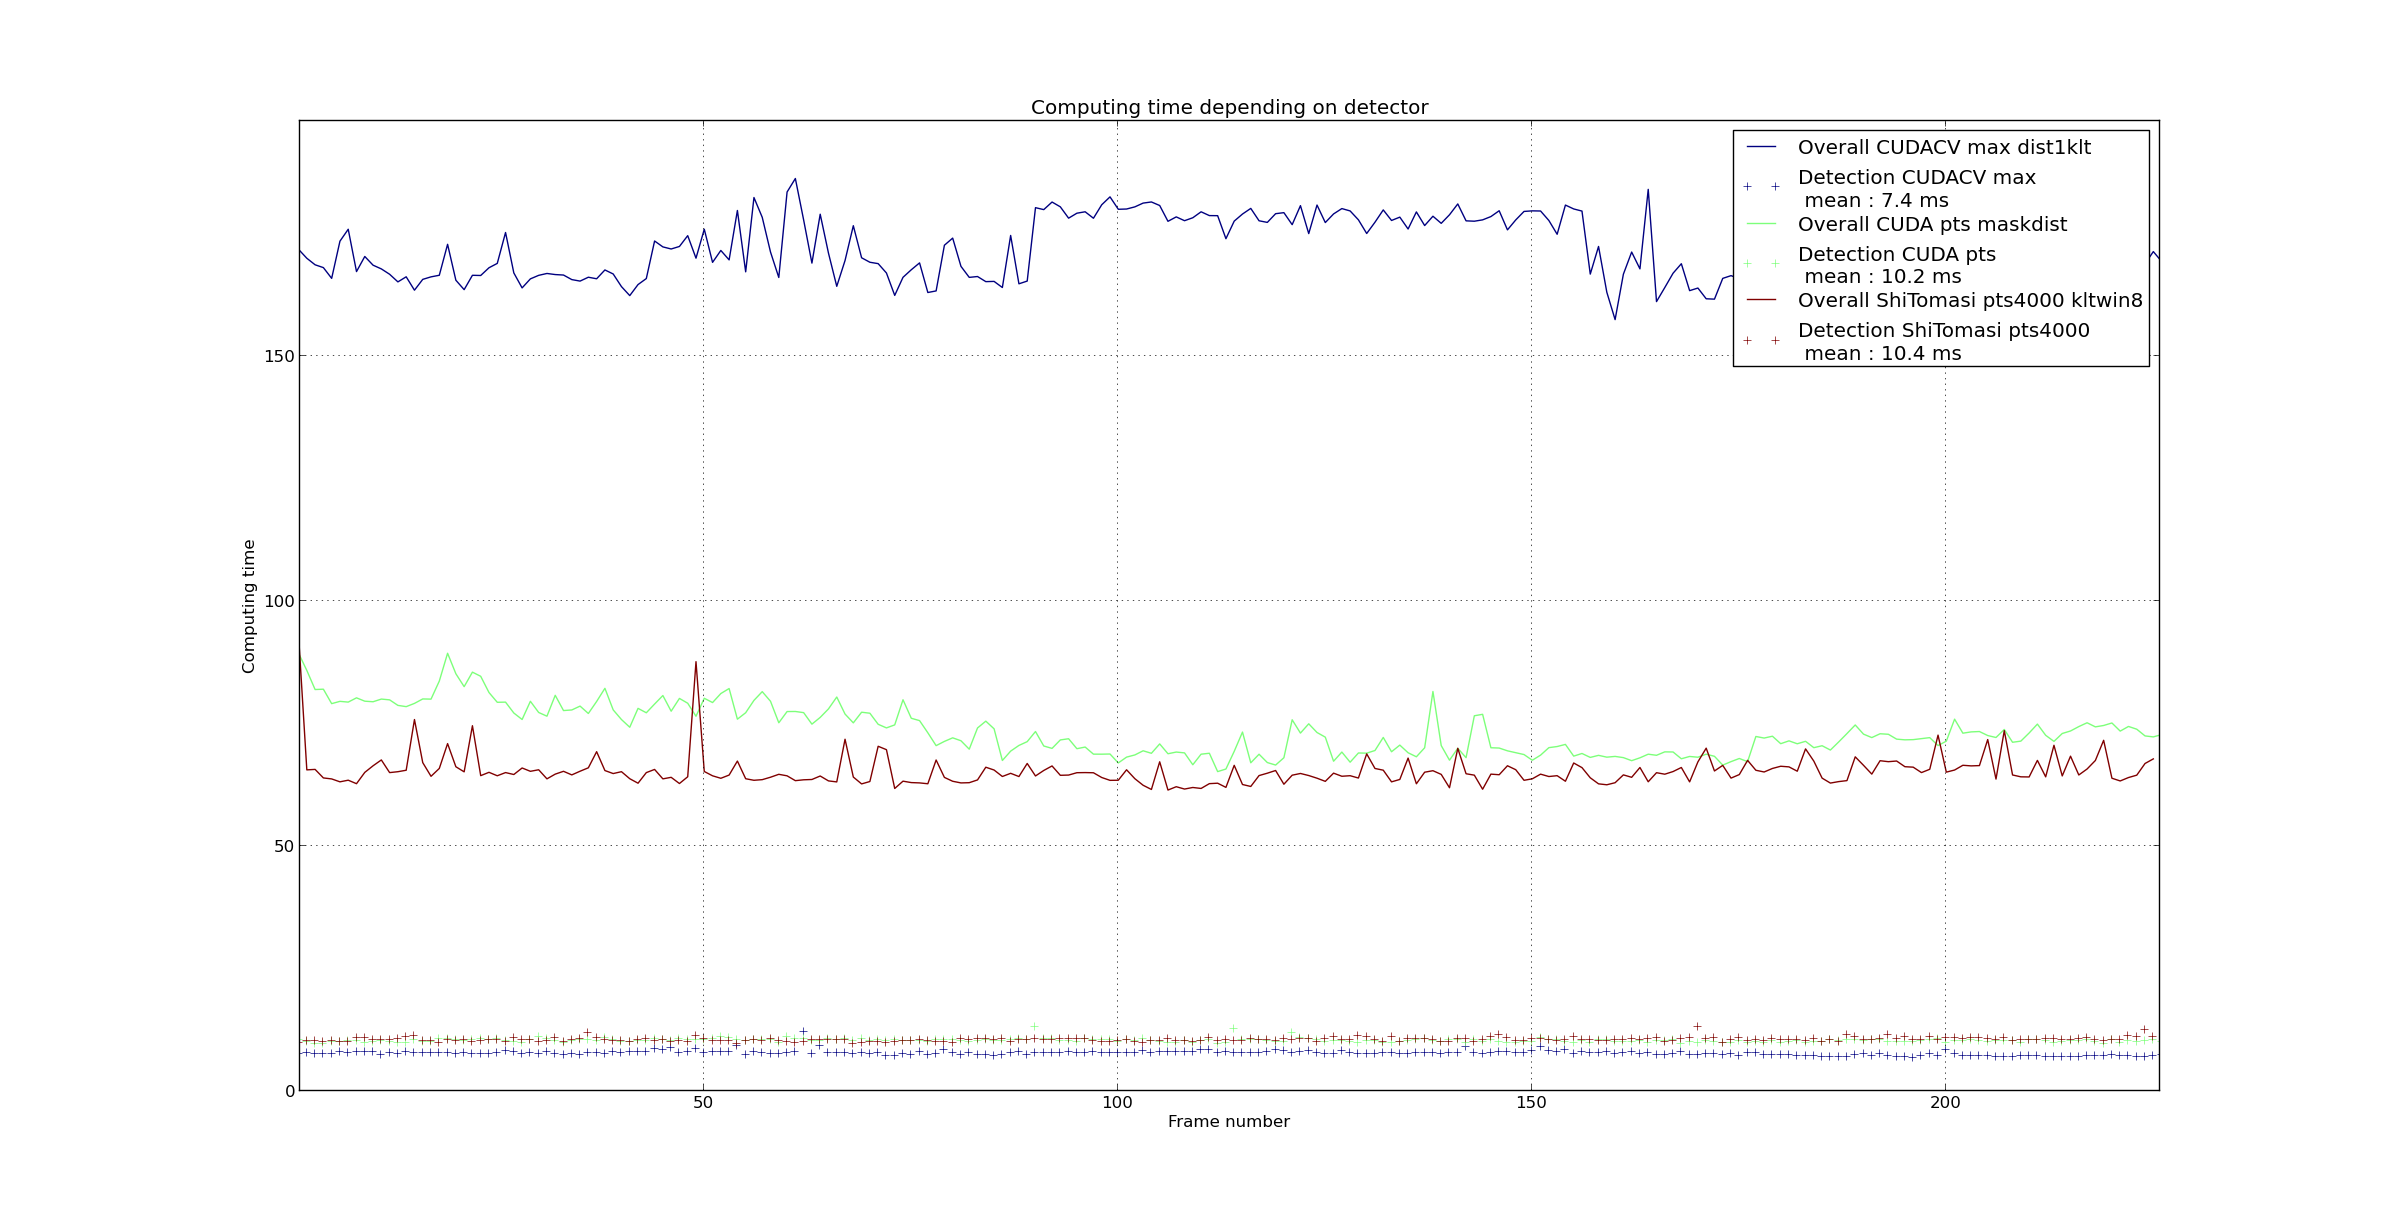 Computing time depending on detector
Overall CUDACV max dist1klt
Detection CUDACV max
mean : 7.4 ms
Overall CUDA pts maskdist
Detection CUDA pts
mean : 10.2 ms
Overall ShiTomasi pts4000 kltwin8
Detection ShiTomasi pts4000
mean : 10.4 ms
150
100
50
0
Computing time
50
100
150
200
Frame number